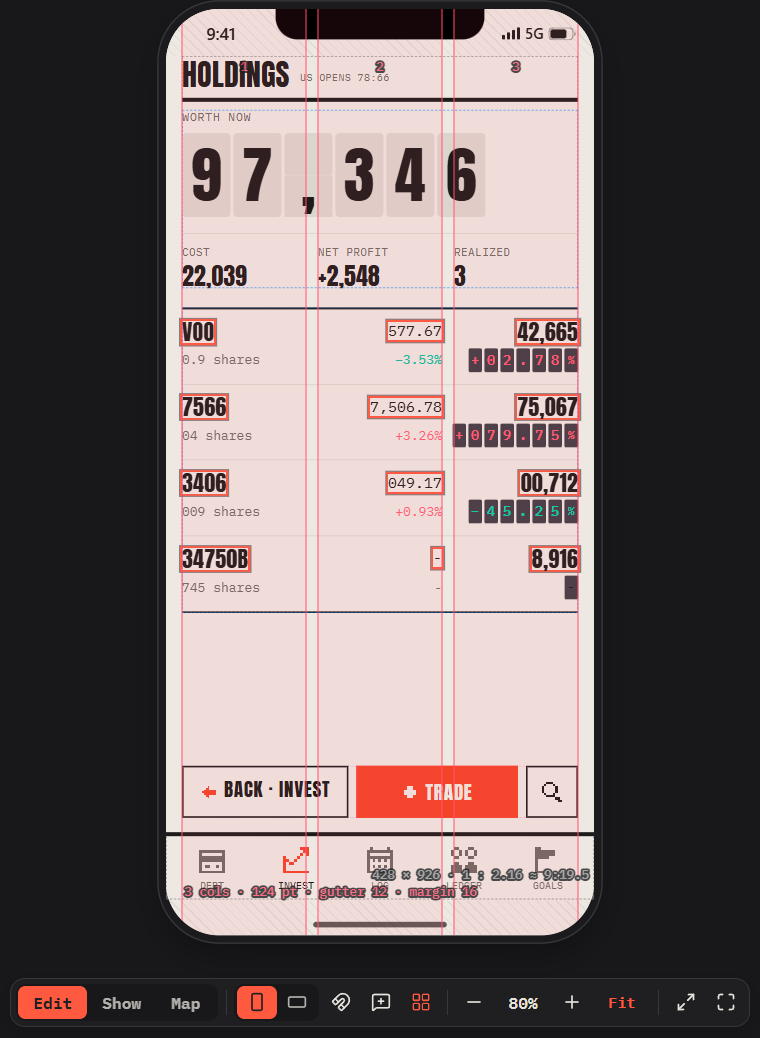 9:41 5G
1 2 3
HOLDINGS US OPENS 78:66
WORTH NOW
97,346
COST NET PROFIT REALIZED
22,039 +2,548 3
VOO 577.67 42,665
0.9 shares −3.53% +02.78%
7566 7,506.78 75,067
04 shares +3.26% +079.75%
3406 049.17 00,712
009 shares +0.93% −45.25%
34750B - 8,916
745 shares - -
BACK · INVEST TRADE
428 × 926 · 1 : 2.16 ≈ 9:19.5
DEBT INVEST LOG LEDGER GOALS
3 cols · 124 pt · gutter 12 · margin 16
Edit Show Map 80% Fit